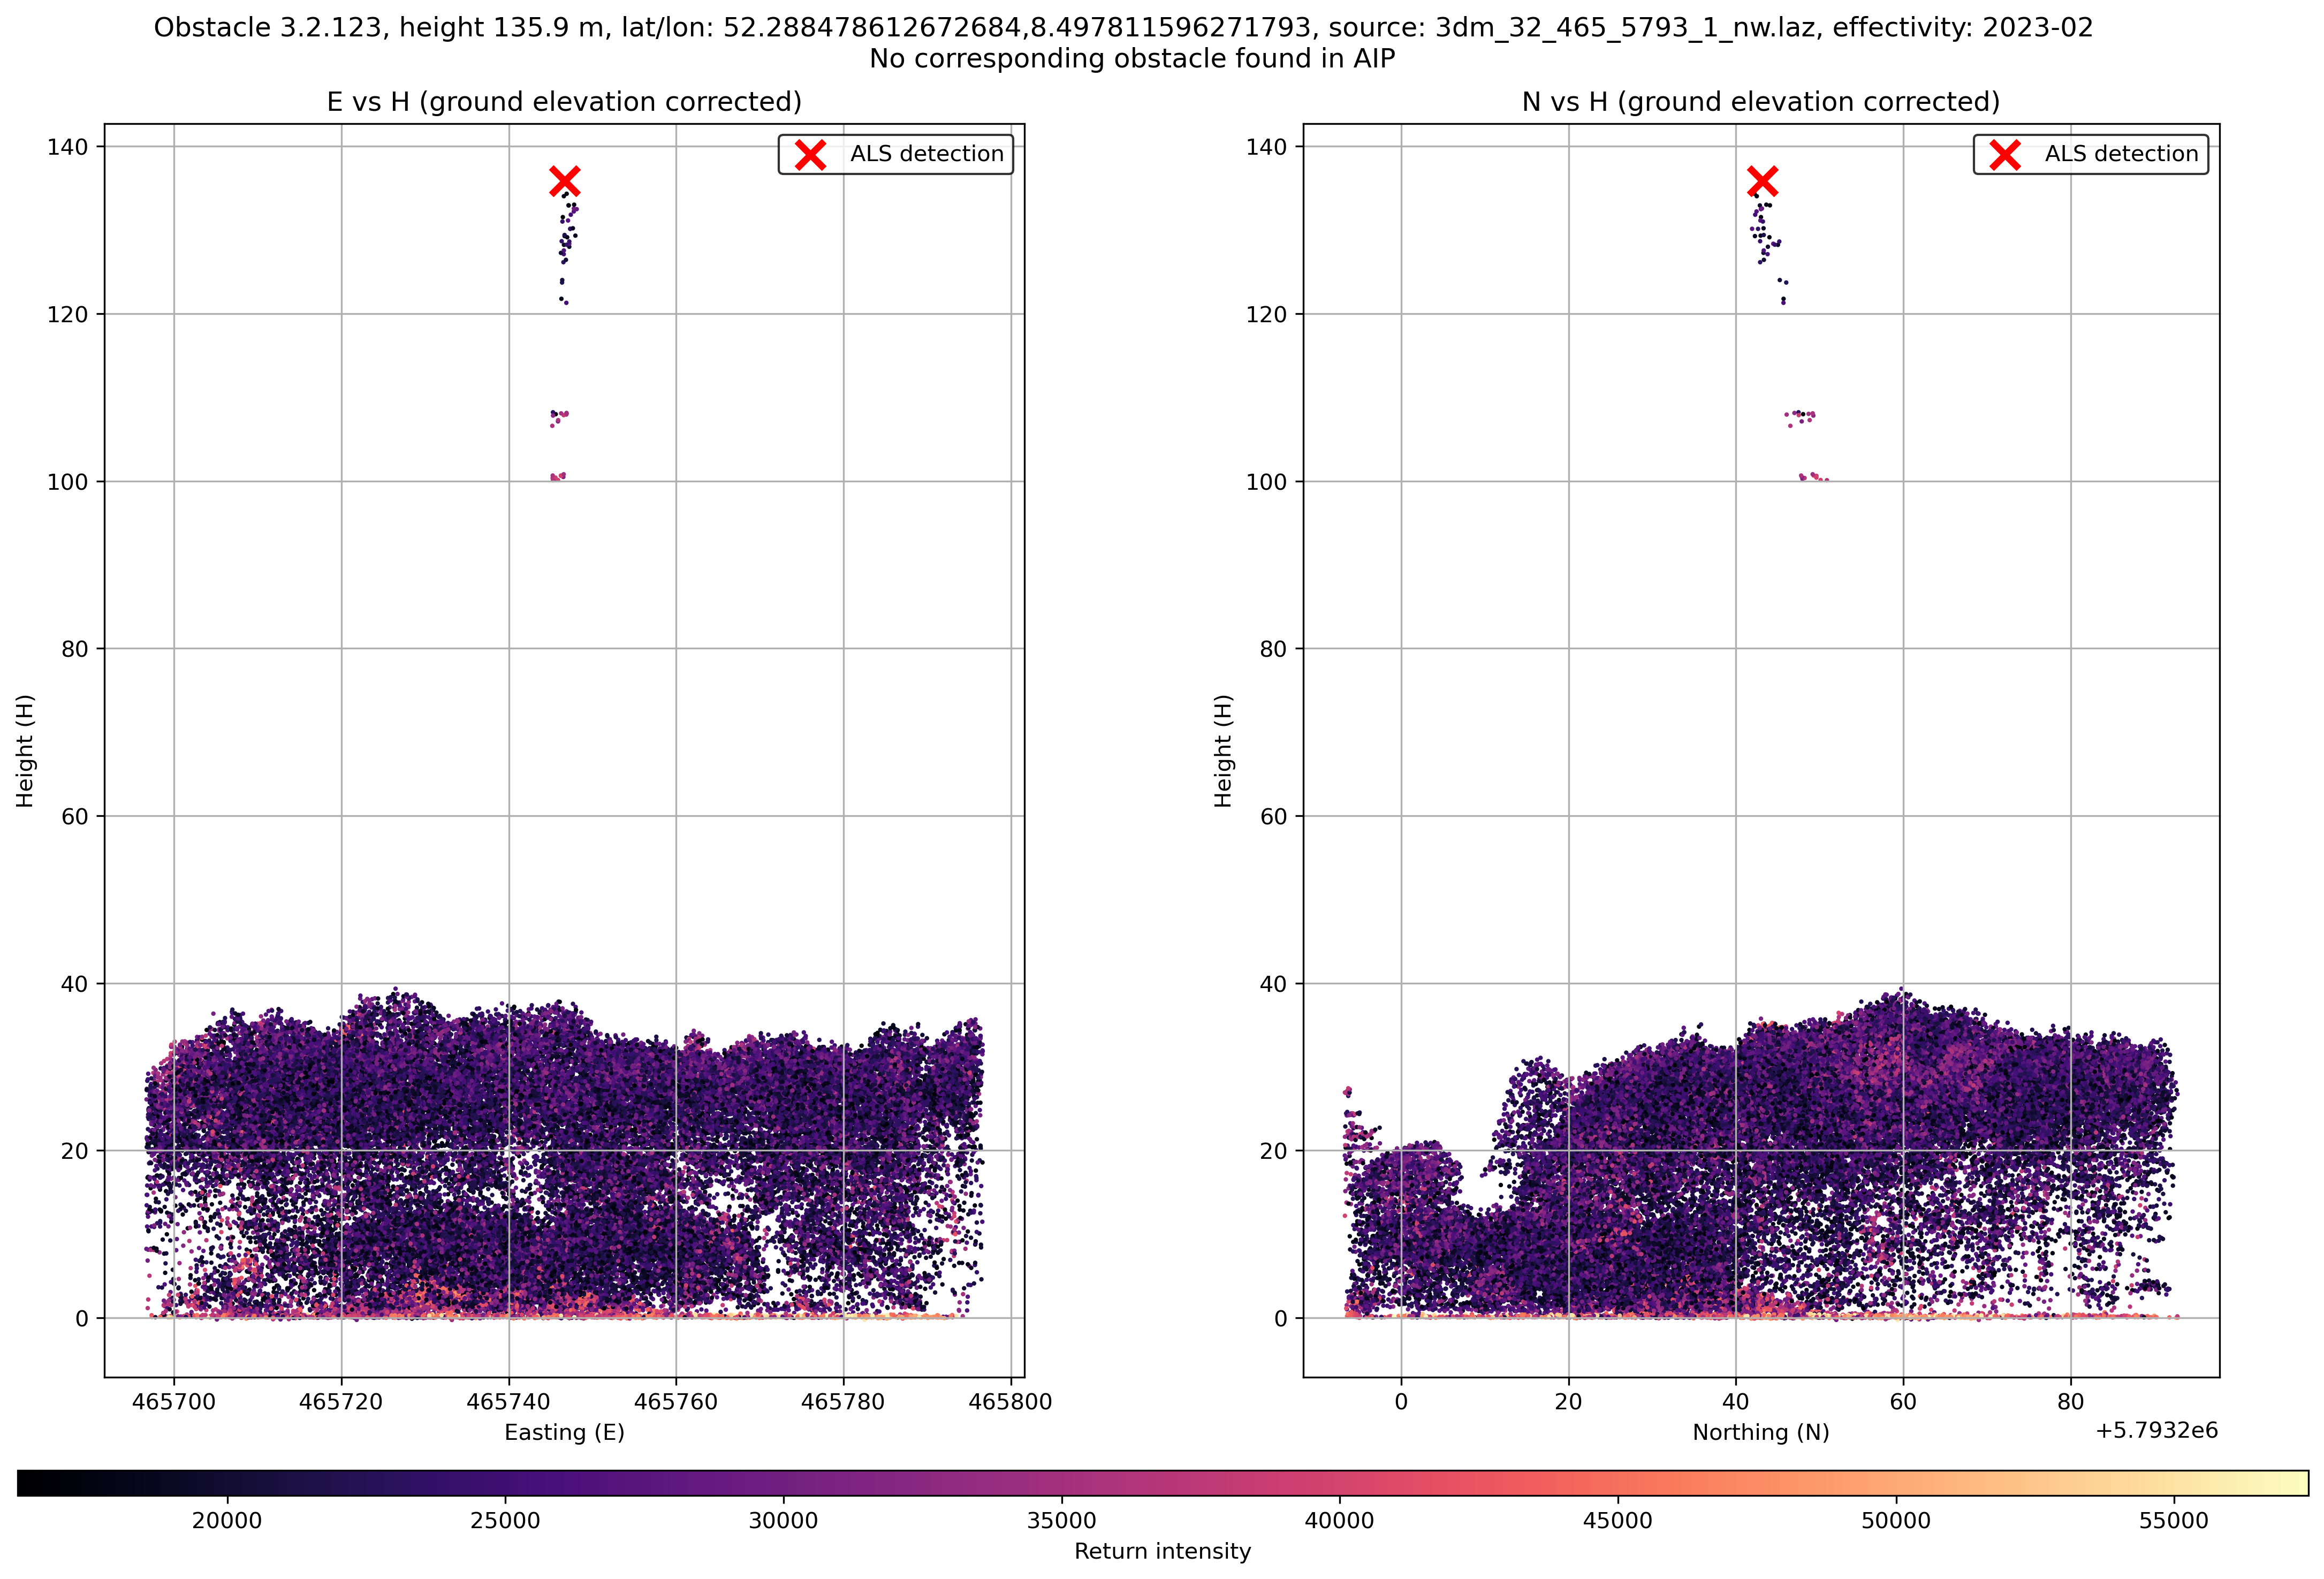 Obstacle 3.2.123, height 135.9 m, lat/lon: 52.288478612672684,8.497811596271793, source: 3dm_32_465_5793_1_nw.laz, effectivity: 2023-02
No corresponding obstacle found in AIP
E vs H (ground elevation corrected)
ALS detection
140
120
100
80
60
40
20
0
Height (H)
465700 465720 465740 465760 465780 465800
Easting (E)
N vs H (ground elevation corrected)
ALS detection
140
120
100
80
60
40
20
0
Height (H)
0 20 40 60 80
Northing (N)
+5.7932e6
20000 25000 30000 35000 40000 45000 50000 55000
Return intensity